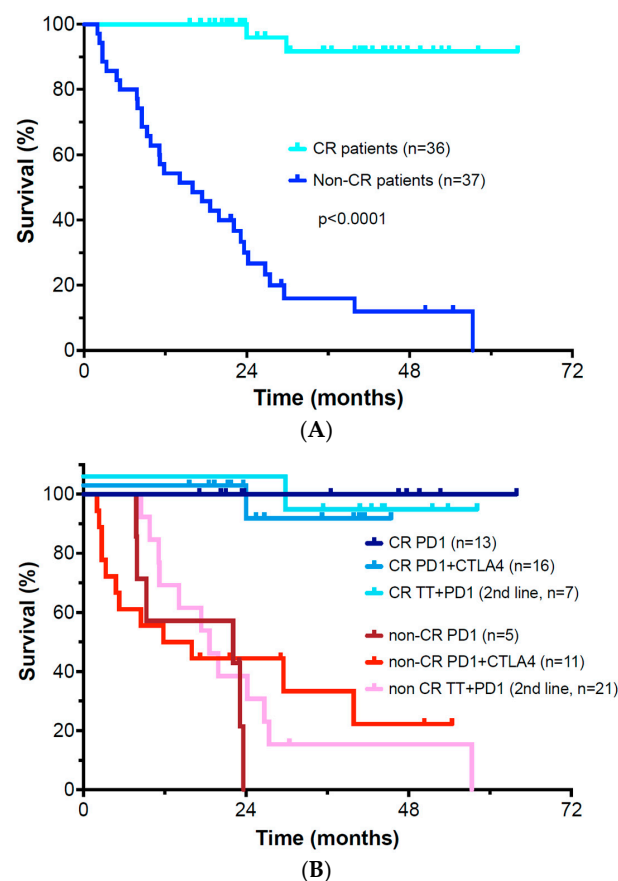 100
80
60
40
20
0
Survival (%)
CR patients (n=36)
Non-CR patients (n=37)
p<0.0001
0 24 48 72
Time (months)
(A)
100
80
60
40
20
0
Survival (%)
CR PD1 (n=13)
CR PD1+CTLA4 (n=16)
CR TT+PD1 (2nd line, n=7)
non-CR PD1 (n=5)
non-CR PD1+CTLA4 (n=11)
non CR TT+PD1 (2nd line, n=21)
0 24 48 72
Time (months)
(B)